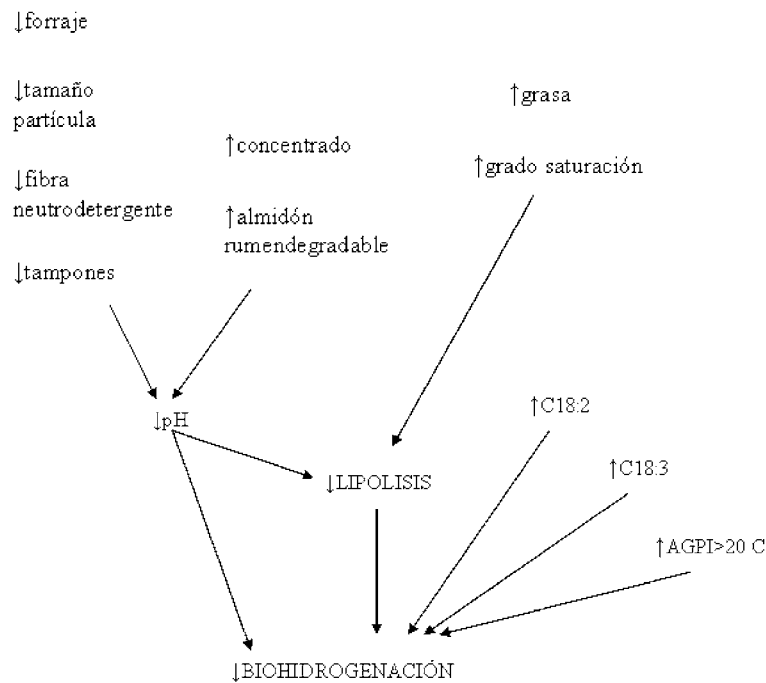 ↓forraje
↓tamaño
partícula
↓fibra
neutrodetergente
↓tampones
↑concentrado
↑almidón
rumendegradable
↑grasa
↑grado saturación
↓pH
↓LIPOLISIS
↑C18:2
↑C18:3
↑AGPI>20 C
↓BIOHIDROGENACIÓN